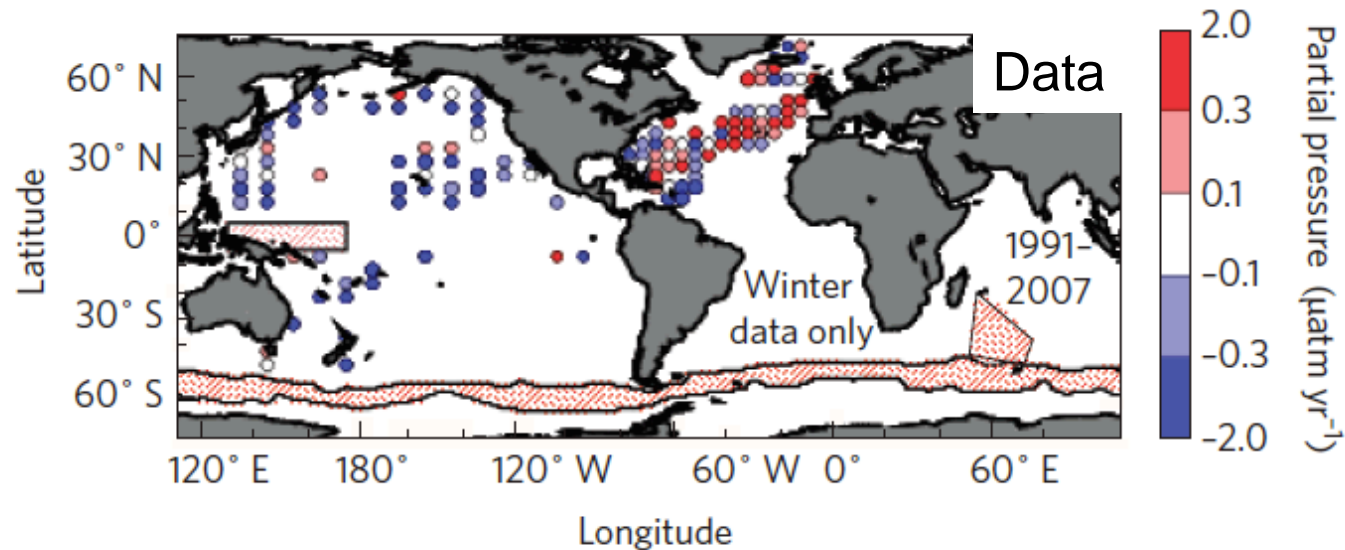 Data
60° N
30° N
0°
30° S
60° S
Latitude
1991–
2007
Winter
data only
120° E 180° 120° W 60° W 0° 60° E
Longitude
2.0
0.3
0.1
–0.1
–0.3
–2.0
Partial pressure (μatm yr⁻¹)